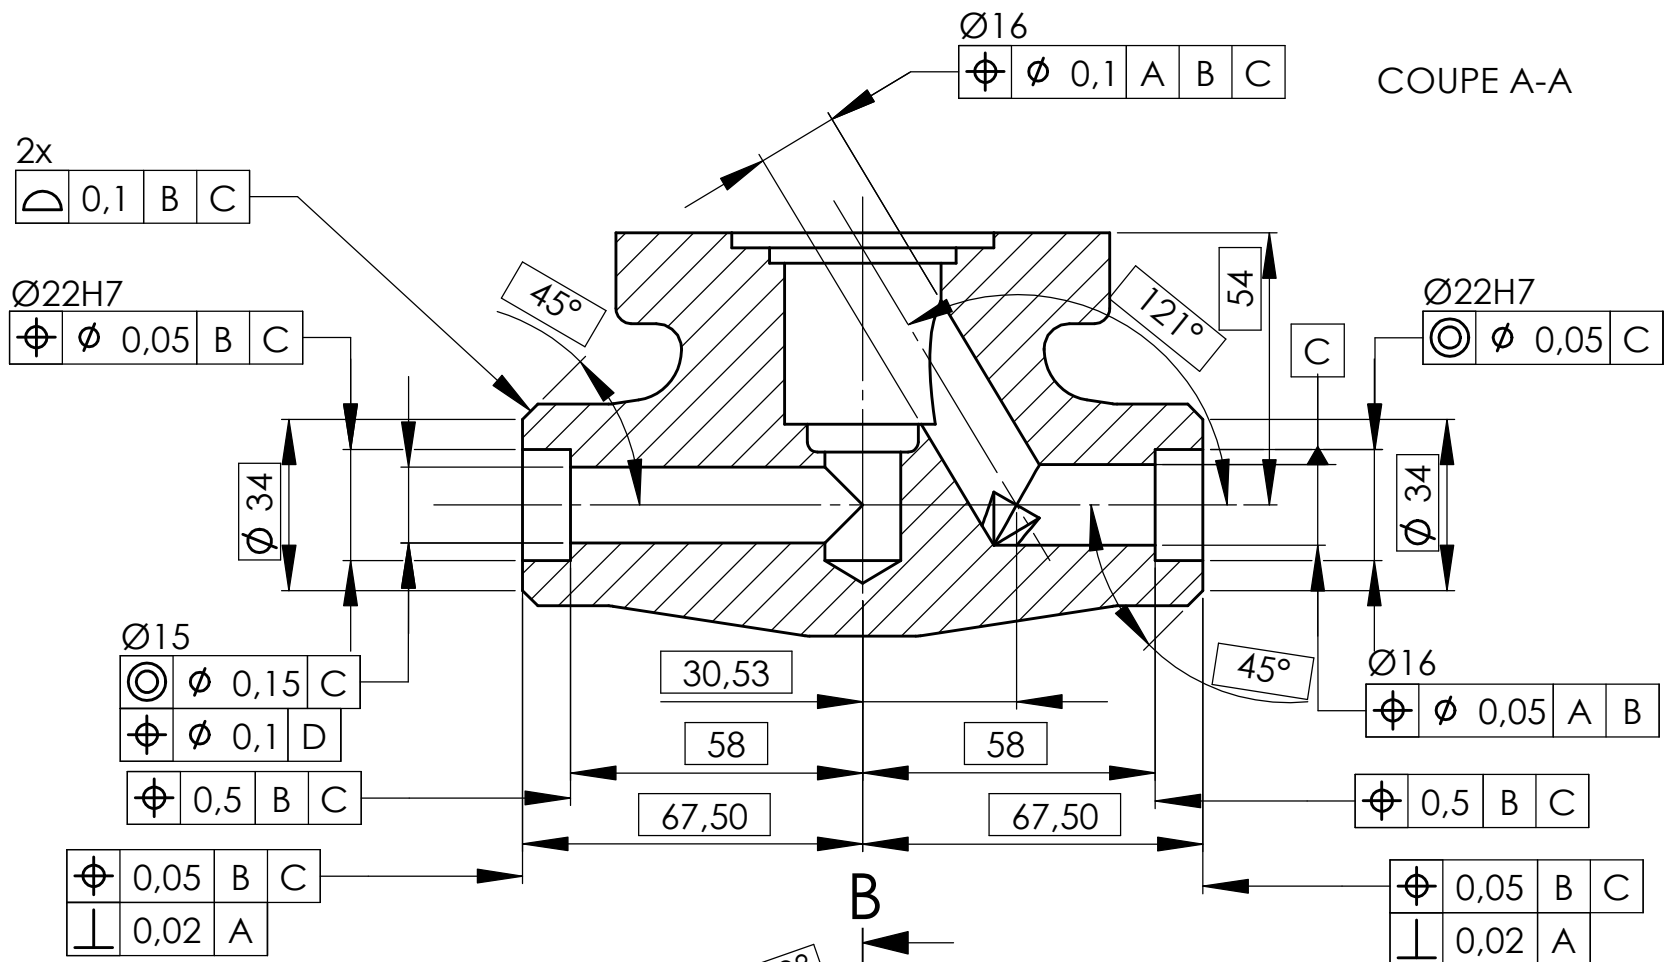 Ø16
⌖ ⌀ 0,1 A B C
COUPE A-A
2x
⌓ 0,1 B C
Ø22H7
⌖ ⌀ 0,05 B C
45°
121°
54
C
Ø22H7
◎ ⌀ 0,05 C
⌀ 34
⌀ 34
Ø15
◎ ⌀ 0,15 C
⌖ ⌀ 0,1 D
30,53
45°
Ø16
⌖ ⌀ 0,05 A B
58
58
⌖ 0,5 B C
⌖ 0,5 B C
67,50
67,50
⌖ 0,05 B C
⟂ 0,02 A
B
⌖ 0,05 B C
⟂ 0,02 A